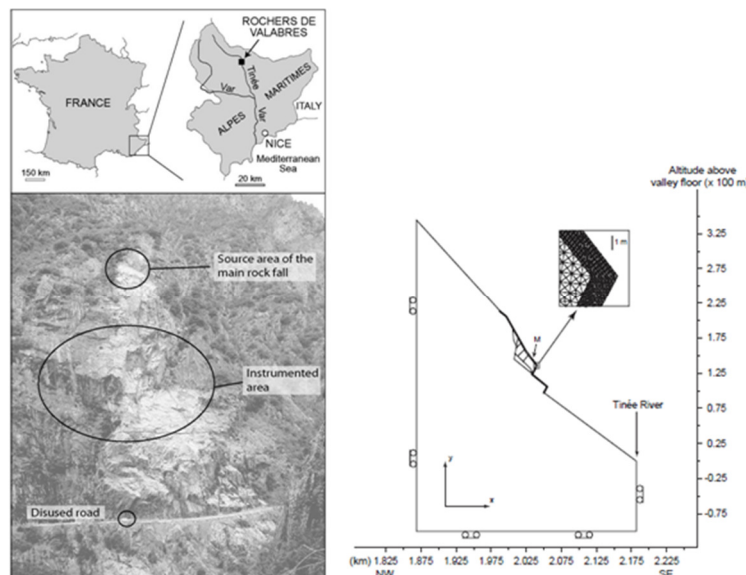 ROCHERS DE
VALABRES
FRANCE
Tinée
Var
MARITIMES
ALPES
Var
ITALY
NICE
Mediterranean
Sea
150 km
20 km
Source area of the
main rock fall
Instrumented
area
Disused road
Altitude above
valley floor (x 100 m
3.25
2.75
2.25
1.75
1.25
0.75
0.25
-0.25
-0.75
1 m
M
Tinée River
y
x
(km) 1.825 1.875 1.925 1.975 2.025 2.075 2.125 2.175 2.225
NW SE